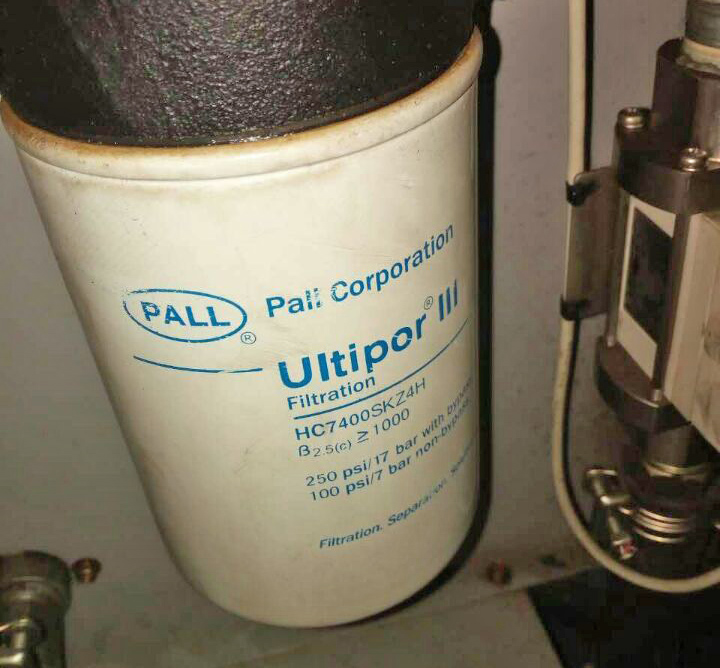 PALL
®
Pall Corporation
Ultipor® III
Filtration
HC7400SKZ4H
β2.5(c) ≥ 1000
250 psi/17 bar with bypass
100 psi/7 bar non-bypass
Filtration. Separation.